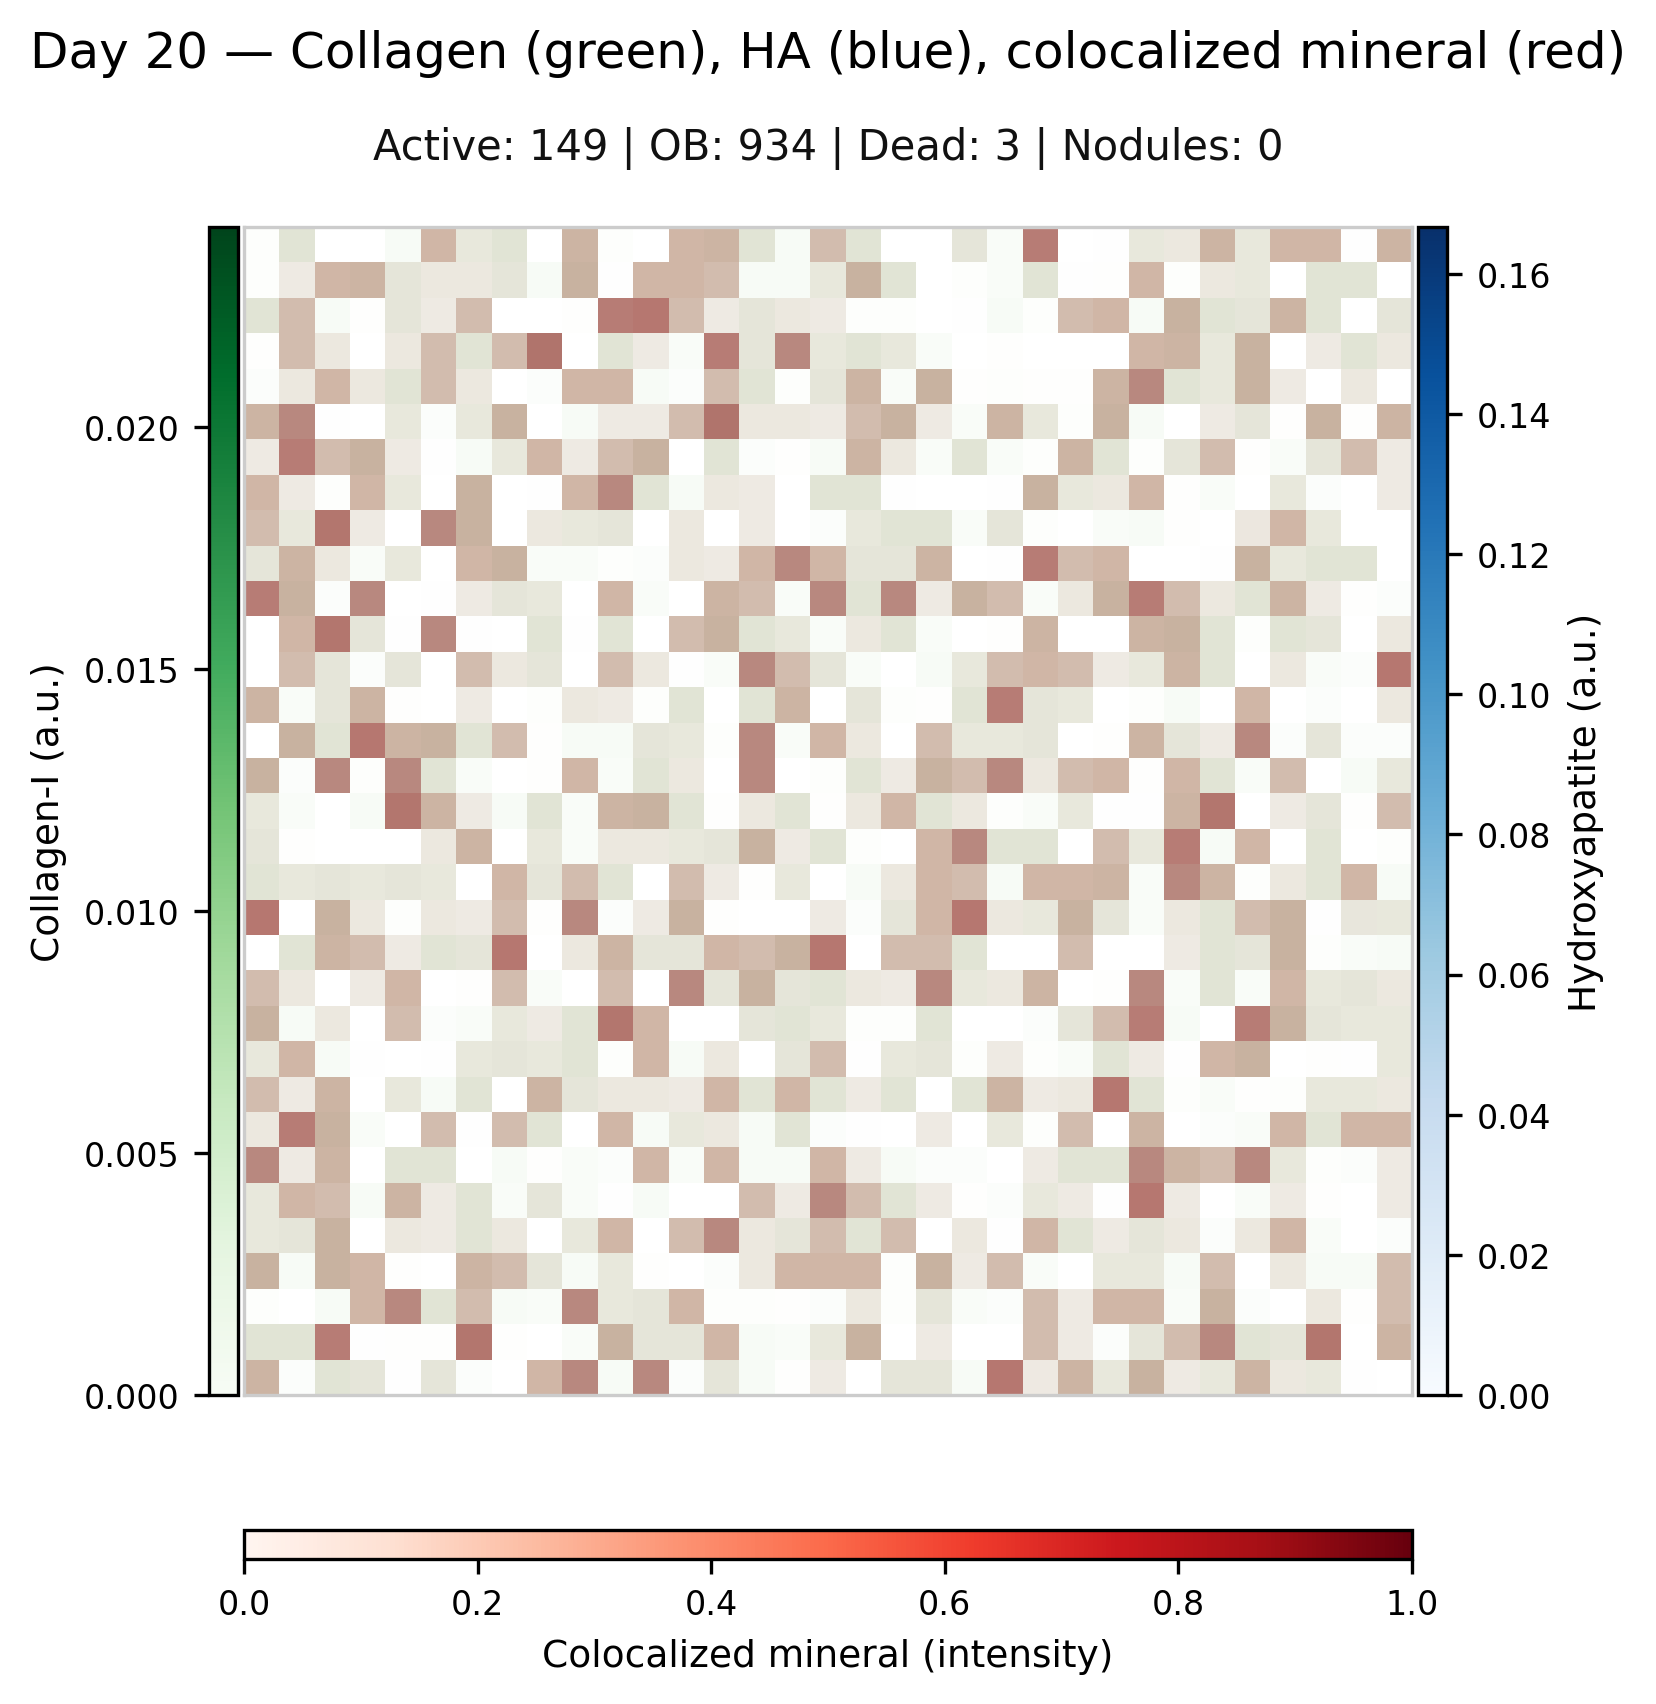 Day 20 — Collagen (green), HA (blue), colocalized mineral (red)
Active: 149 | OB: 934 | Dead: 3 | Nodules: 0
Collagen-I (a.u.)
0.020
0.015
0.010
0.005
0.000
0.16
0.14
0.12
0.10
0.08
0.06
0.04
0.02
0.00
Hydroxyapatite (a.u.)
0.0 0.2 0.4 0.6 0.8 1.0
Colocalized mineral (intensity)